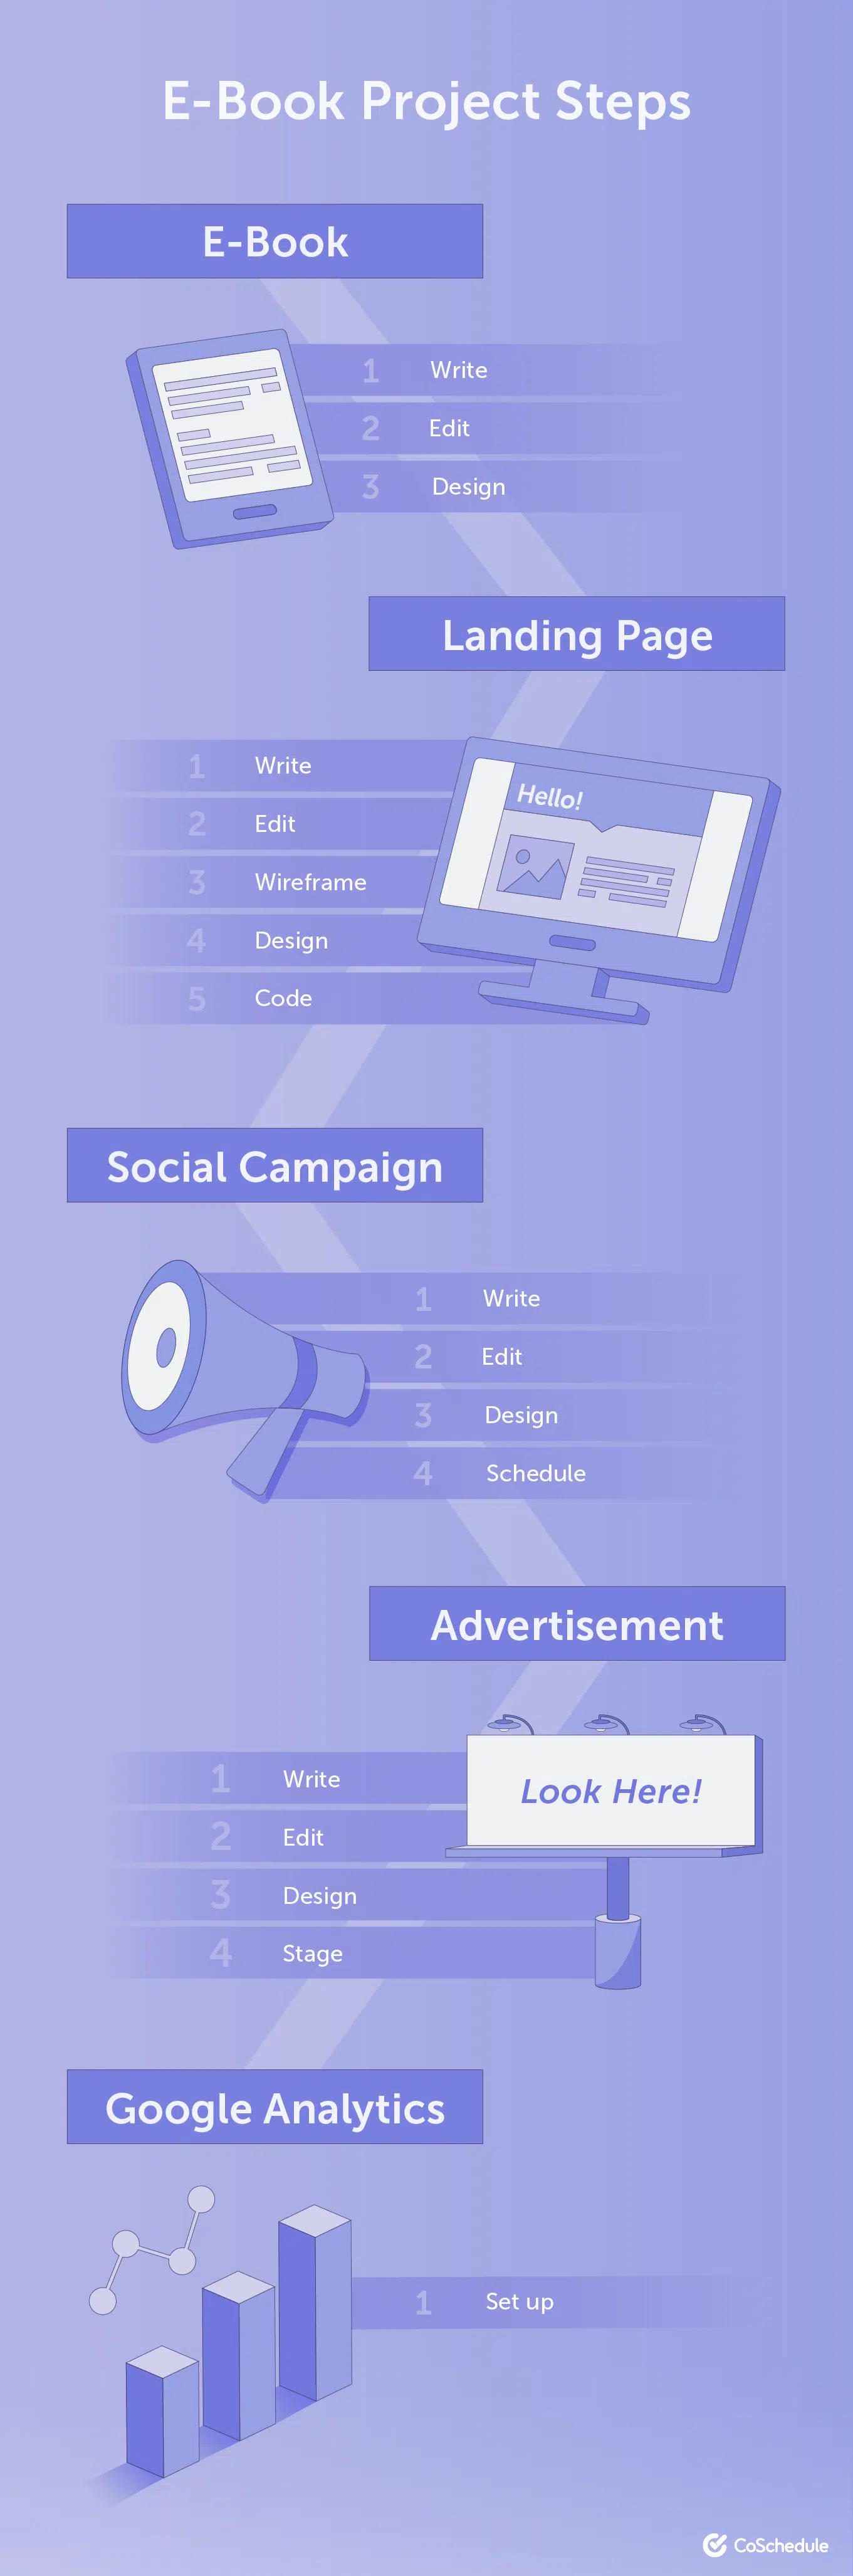 E-Book Project Steps
E-Book
1 Write
2 Edit
3 Design
Landing Page
1 Write
2 Edit
3 Wireframe
4 Design
5 Code
Hello!
Social Campaign
1 Write
2 Edit
3 Design
4 Schedule
Advertisement
1 Write
2 Edit
3 Design
4 Stage
Look Here!
Google Analytics
1 Set up
CoSchedule